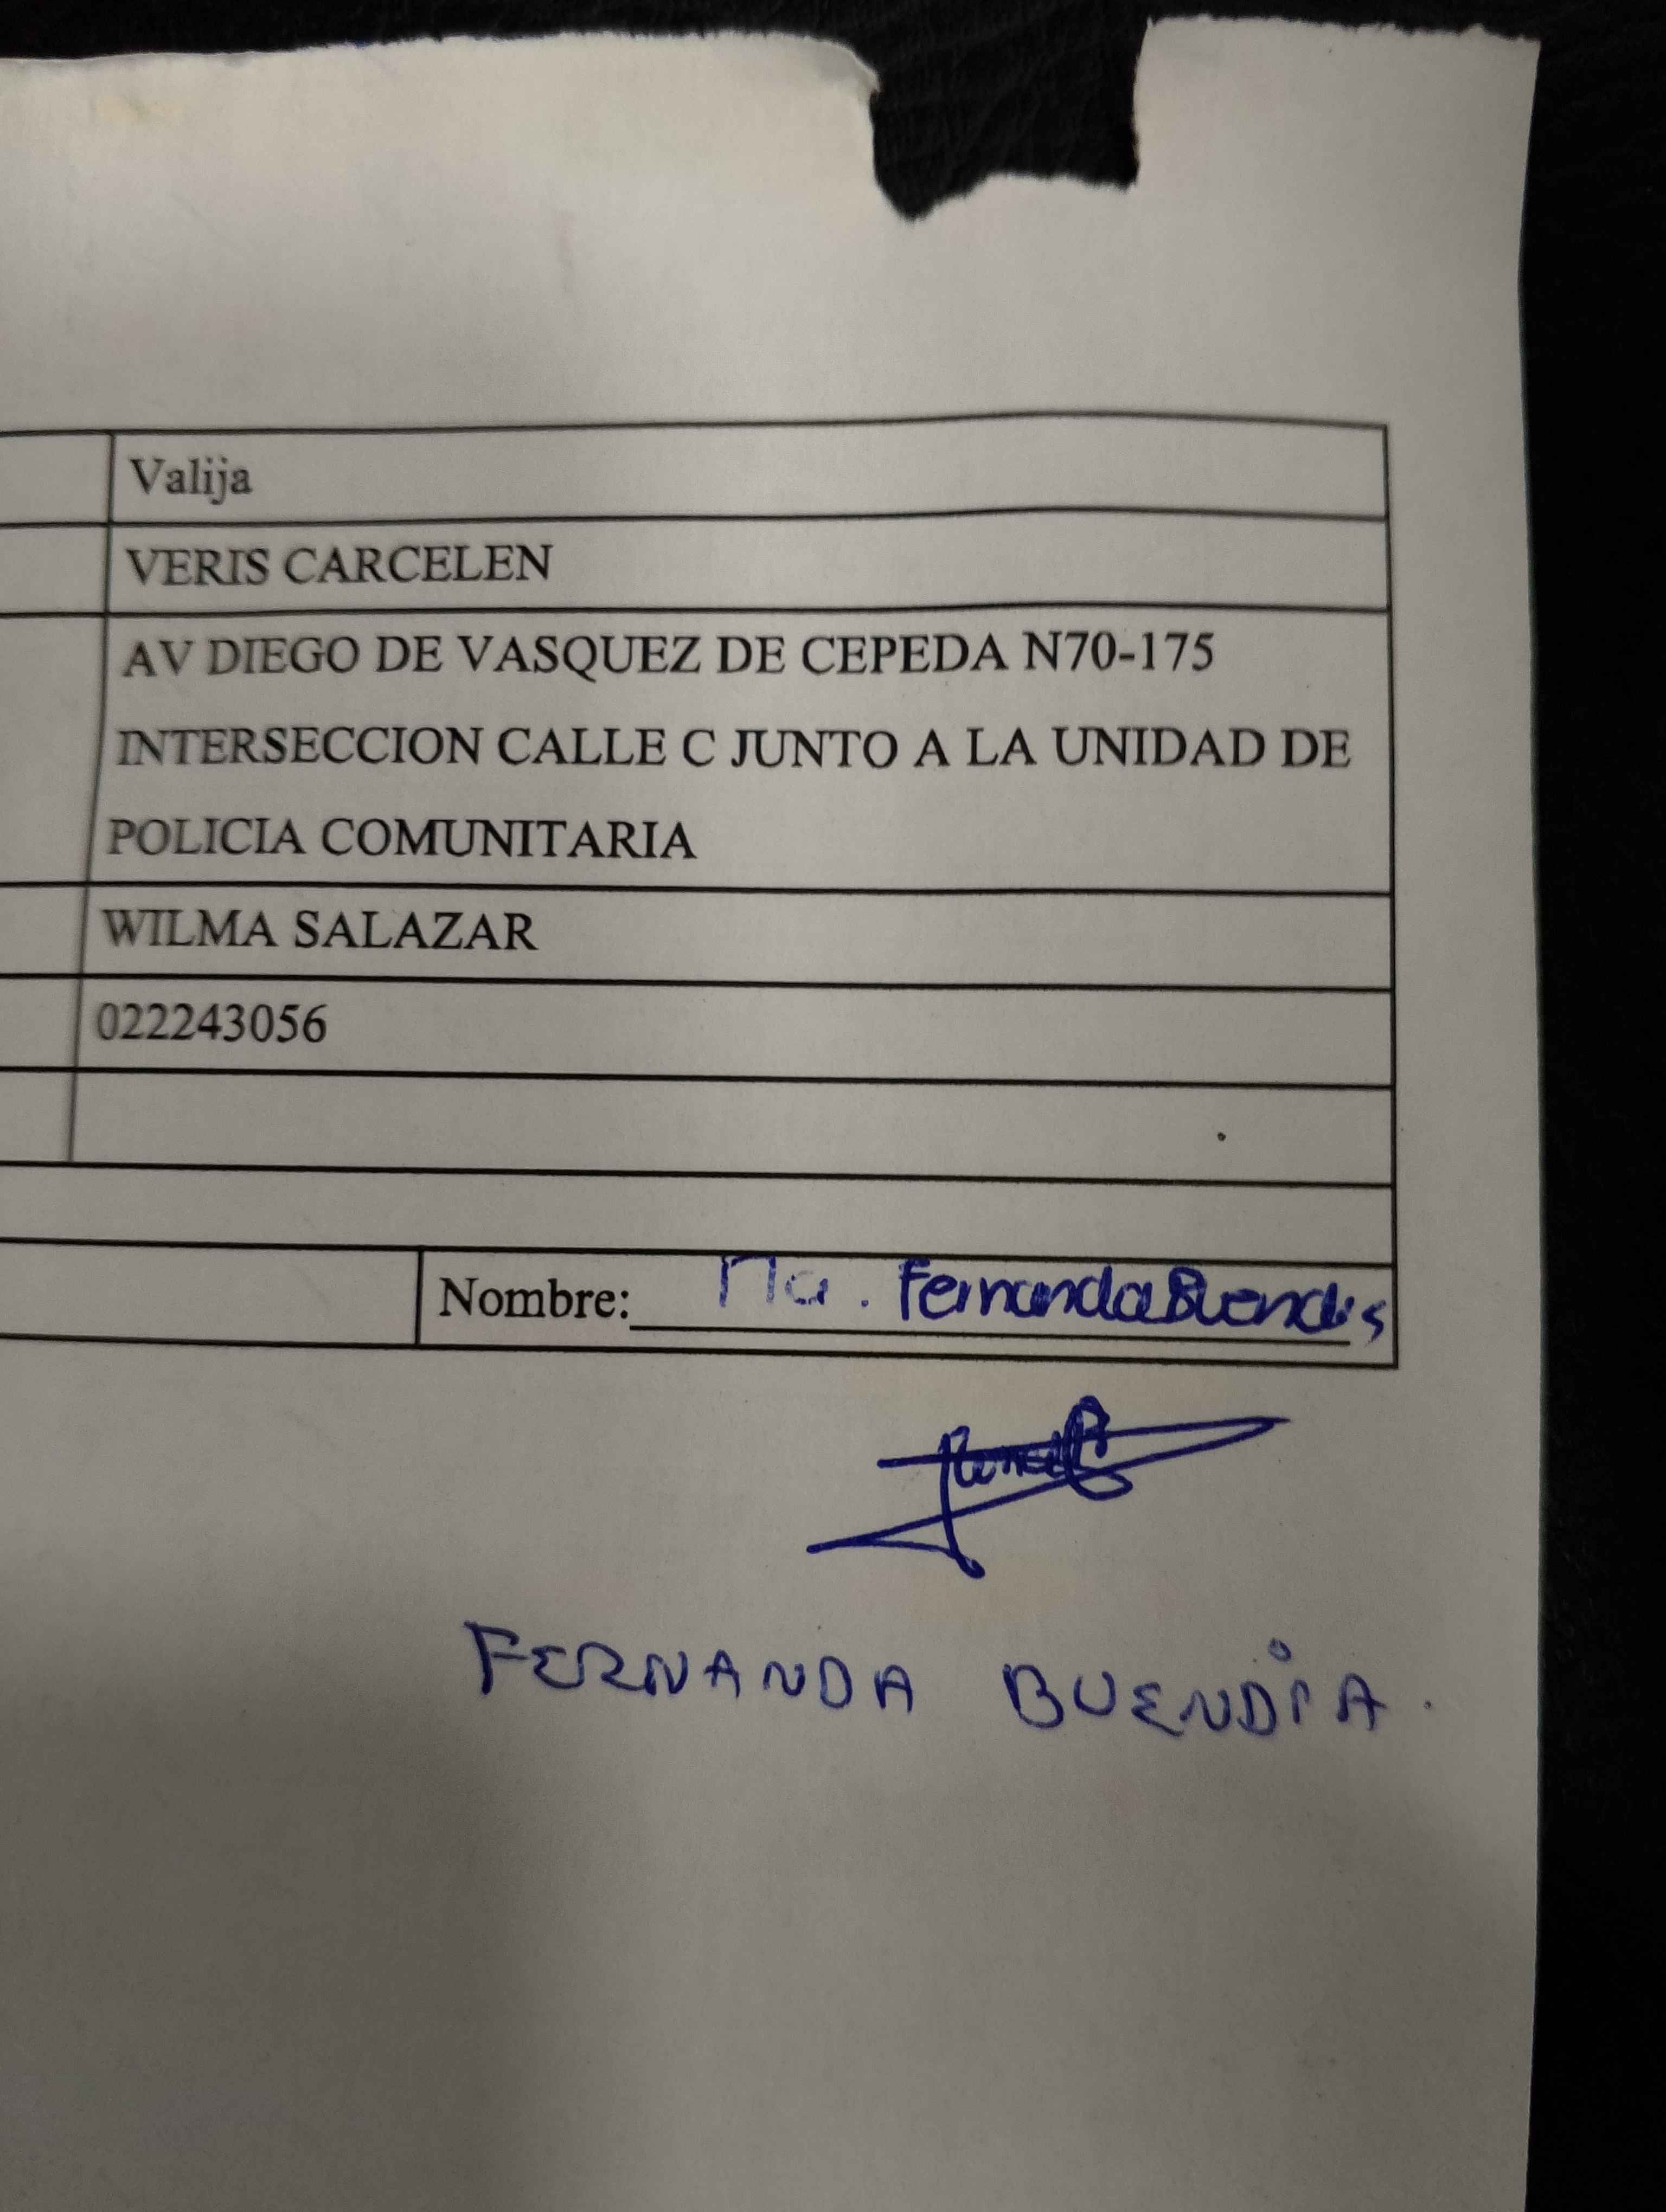 Valija
VERIS CARCELEN
AV DIEGO DE VASQUEZ DE CEPEDA N70-175
INTERSECCION CALLE C JUNTO A LA UNIDAD DE
POLICIA COMUNITARIA
WILMA SALAZAR
022243056
Nombre: Ma. Fernanda Buendia
FERNANDA BUENDIA.